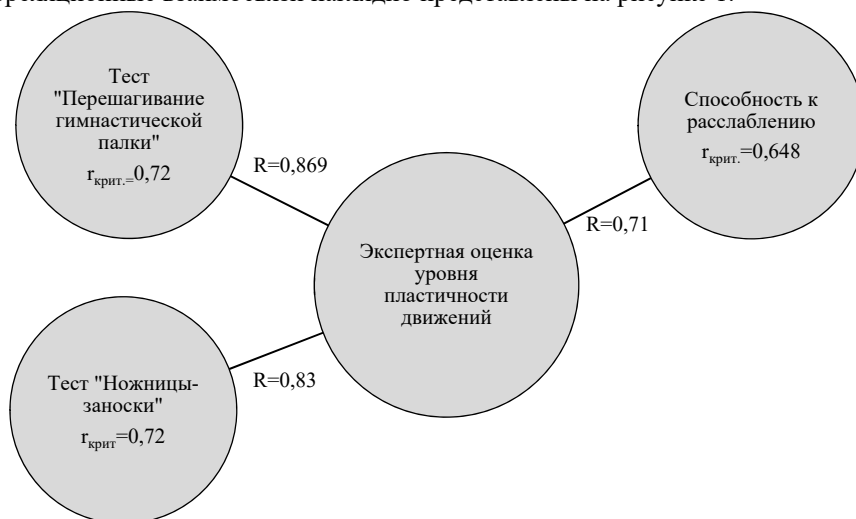 Тест
"Перешагивание
гимнастической
палки"
rкрит.=0,72
R=0,869
Способность к
расслаблению
rкрит.=0,648
R=0,71
Экспертная оценка
уровня
пластичности
движений
Тест "Ножницы-
заноски"
rкрит=0,72
R=0,83